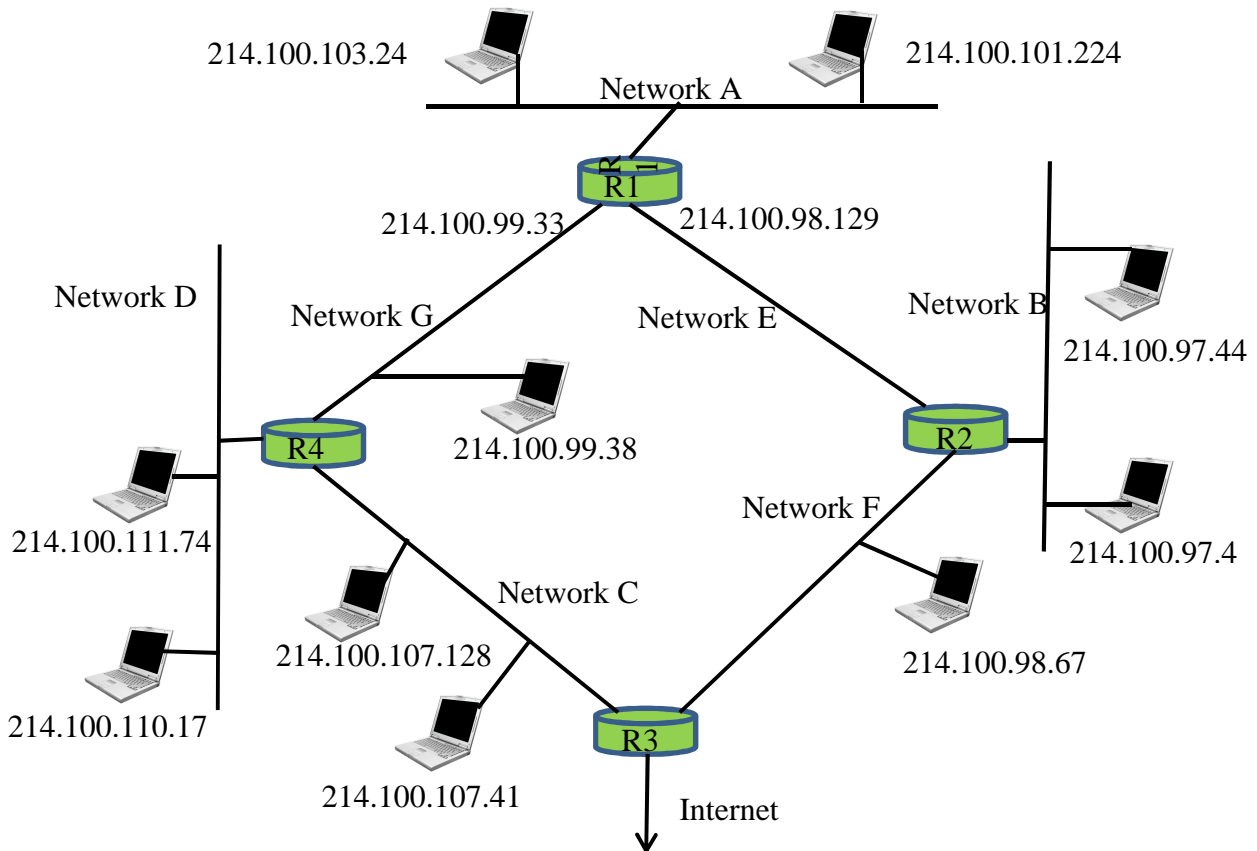 214.100.103.24
214.100.101.224
Network A
R1
R1
214.100.99.33
214.100.98.129
Network D
Network G
Network E
Network B
214.100.97.44
R4
214.100.99.38
R2
Network F
214.100.111.74
214.100.97.4
Network C
214.100.107.128
214.100.98.67
214.100.110.17
R3
214.100.107.41
Internet